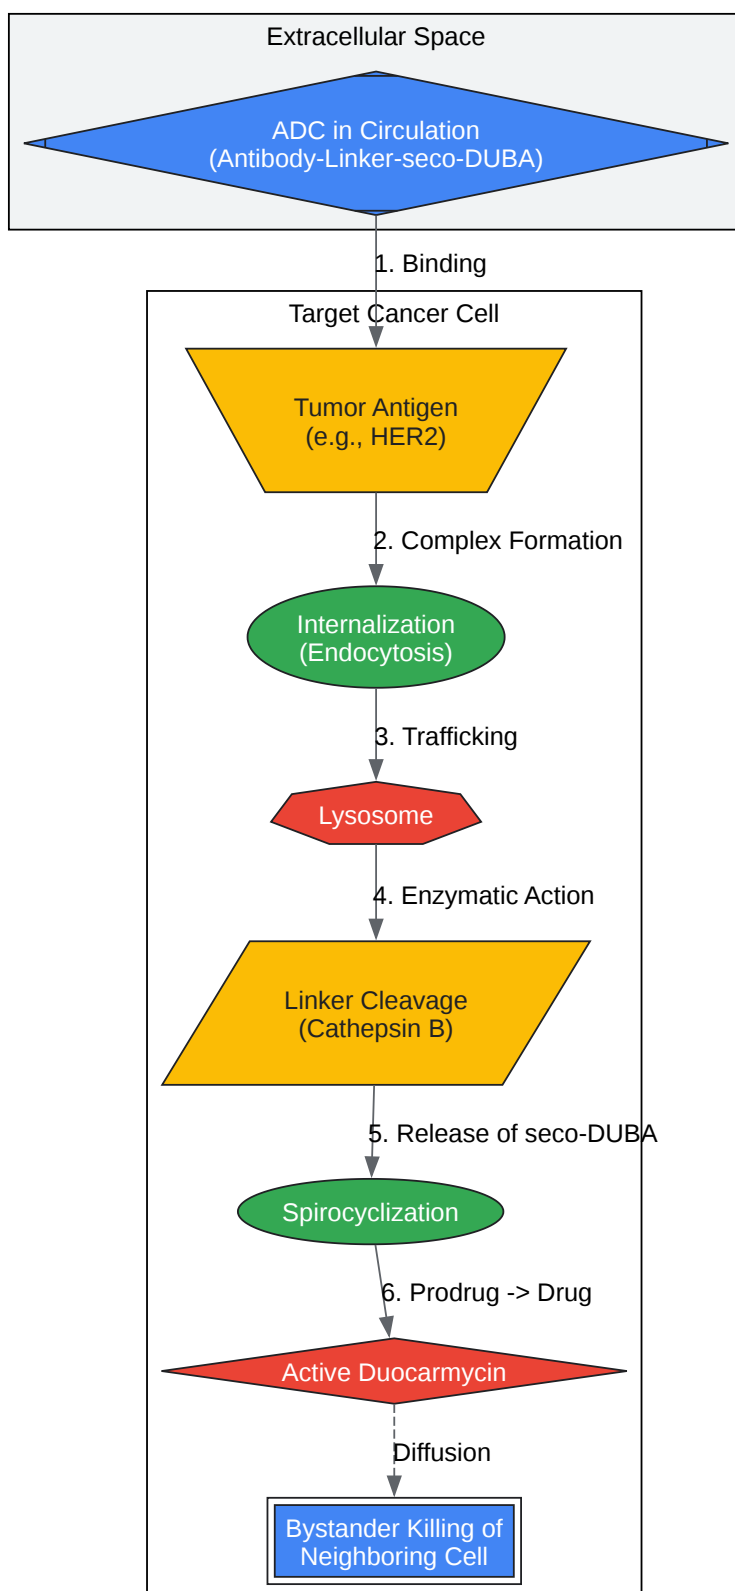 Extracellular Space
ADC in Circulation
(Antibody-Linker-seco-DUBA)
1. Binding
Target Cancer Cell
Tumor Antigen
(e.g., HER2)
2. Complex Formation
Internalization
(Endocytosis)
3. Trafficking
Lysosome
4. Enzymatic Action
Linker Cleavage
(Cathepsin B)
5. Release of seco-DUBA
Spirocyclization
6. Prodrug -> Drug
Active Duocarmycin
Diffusion
Bystander Killing of
Neighboring Cell